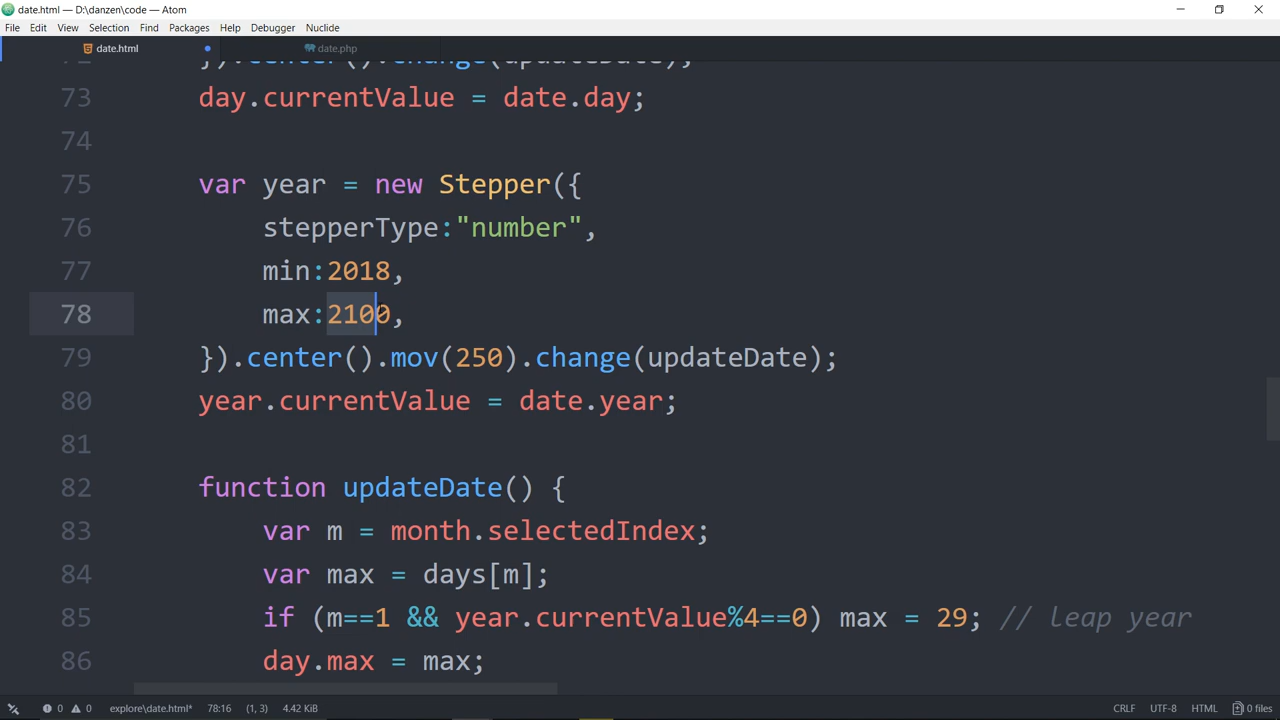 date.html — D:\danzen\code — Atom
File Edit View Selection Find Packages Help Debugger Nuclide
date.html date.php
72 }).center().change(updateDate);
73 day.currentValue = date.day;
74
75 var year = new Stepper({
76 stepperType:"number",
77 min:2018,
78 max:2100,
79 }).center().mov(250).change(updateDate);
80 year.currentValue = date.year;
81
82 function updateDate() {
83 var m = month.selectedIndex;
84 var max = days[m];
85 if (m==1 && year.currentValue%4==0) max = 29; // leap year
86 day.max = max;
0 0 explore\date.html* 78:16 (1, 3) 4.42 KiB CRLF UTF-8 HTML 0 files